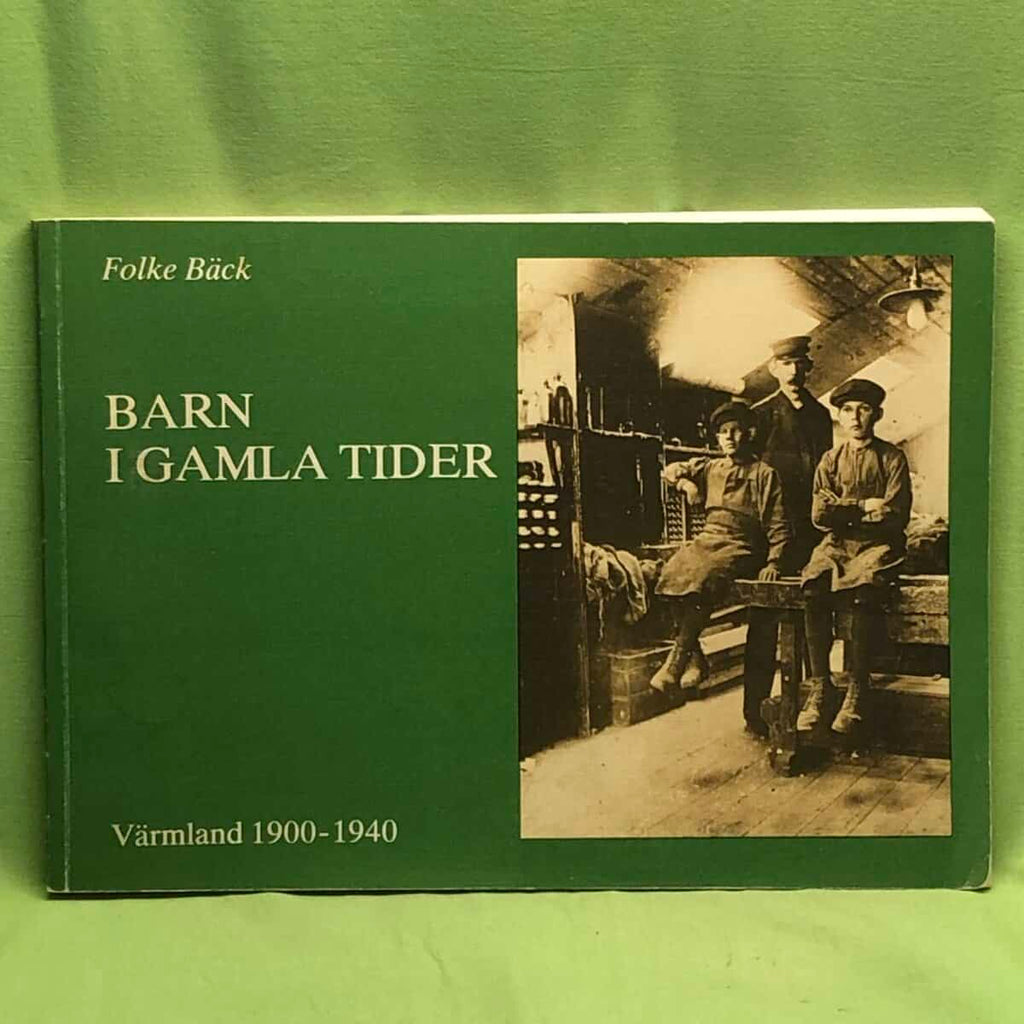 Folke Bäck
BARN
I GAMLA TIDER
Värmland 1900-1940